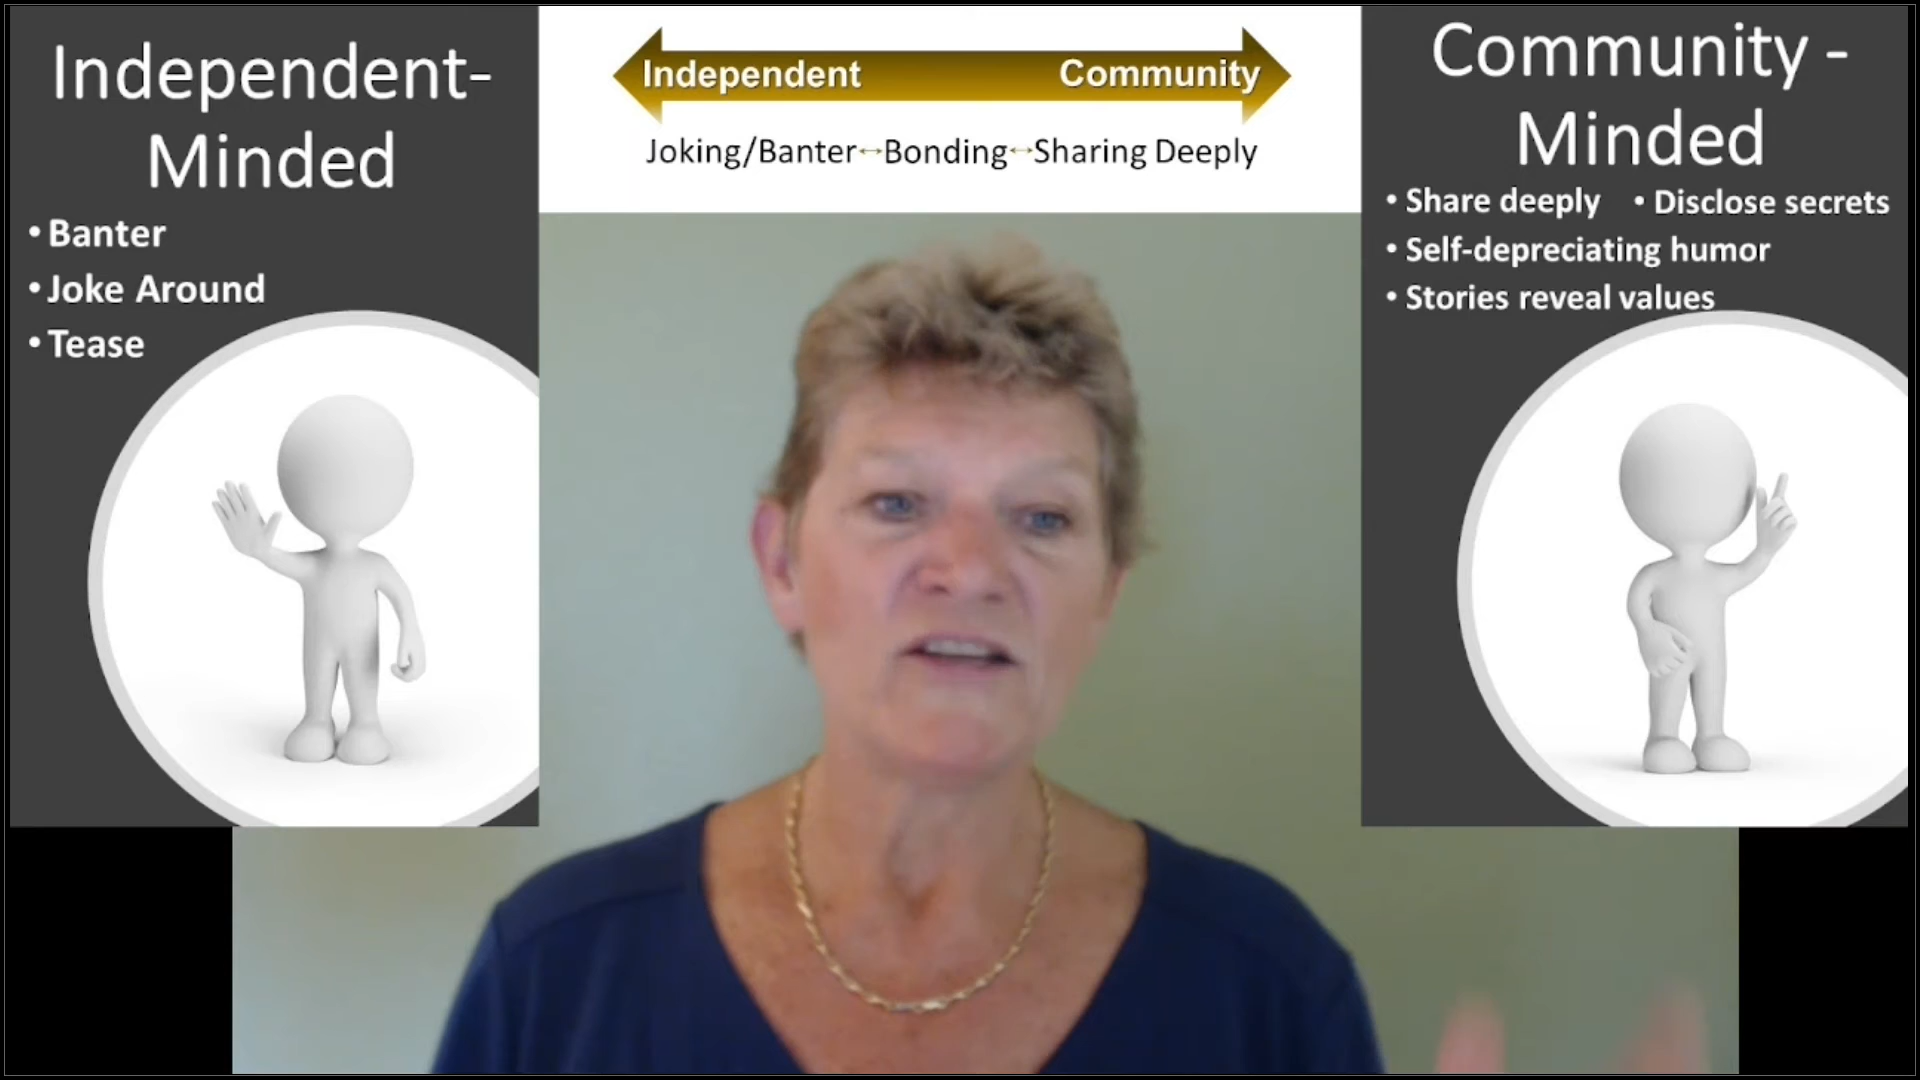 Independent-
Minded
• Banter
• Joke Around
• Tease
Independent Community
Joking/Banter↔Bonding↔Sharing Deeply
Community -
Minded
• Share deeply • Disclose secrets
• Self-depreciating humor
• Stories reveal values